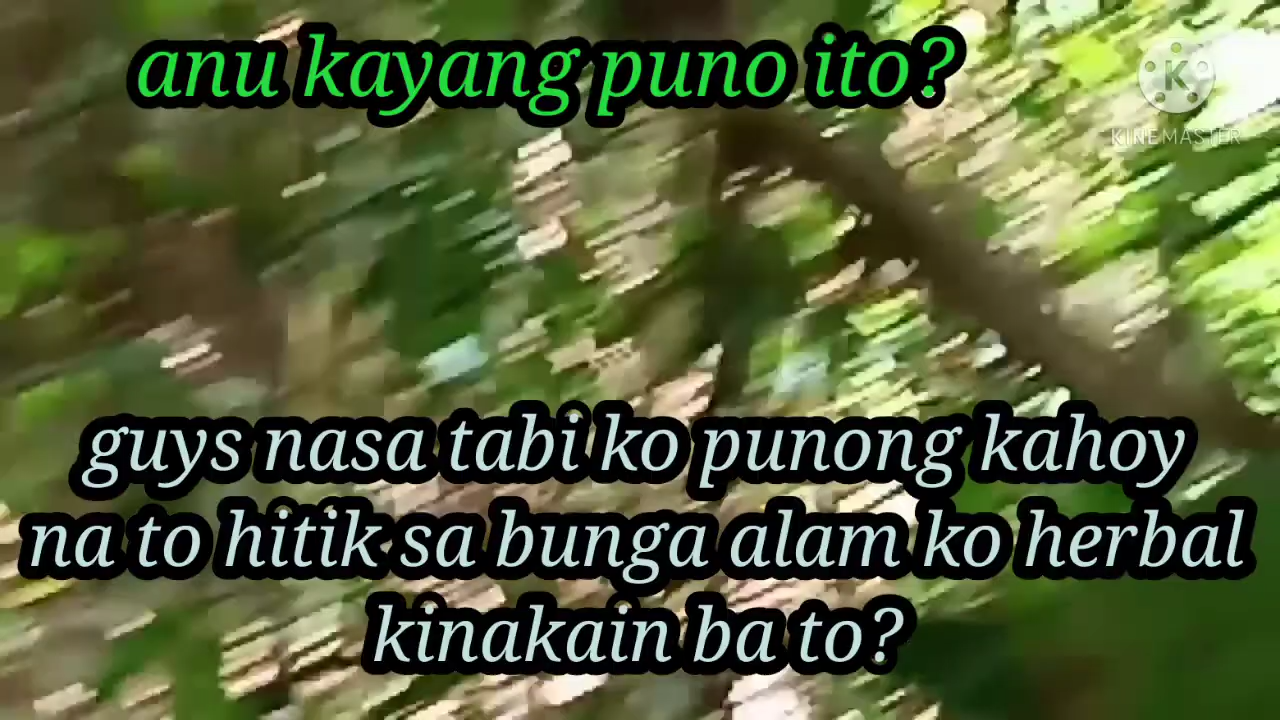 anu kayang puno ito?
KINEMASTER
guys nasa tabi ko punong kahoy
na to hitik sa bunga alam ko herbal
kinakain ba to?